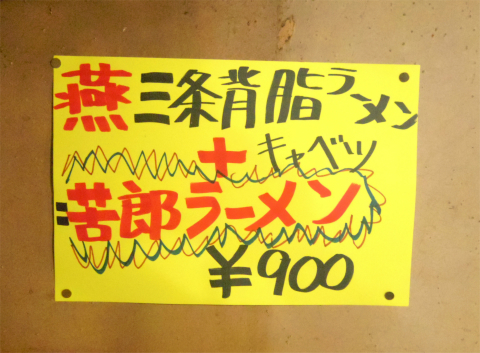 燕三条背脂ラーメン
+キャベツ
=苦郎ラーメン
¥900